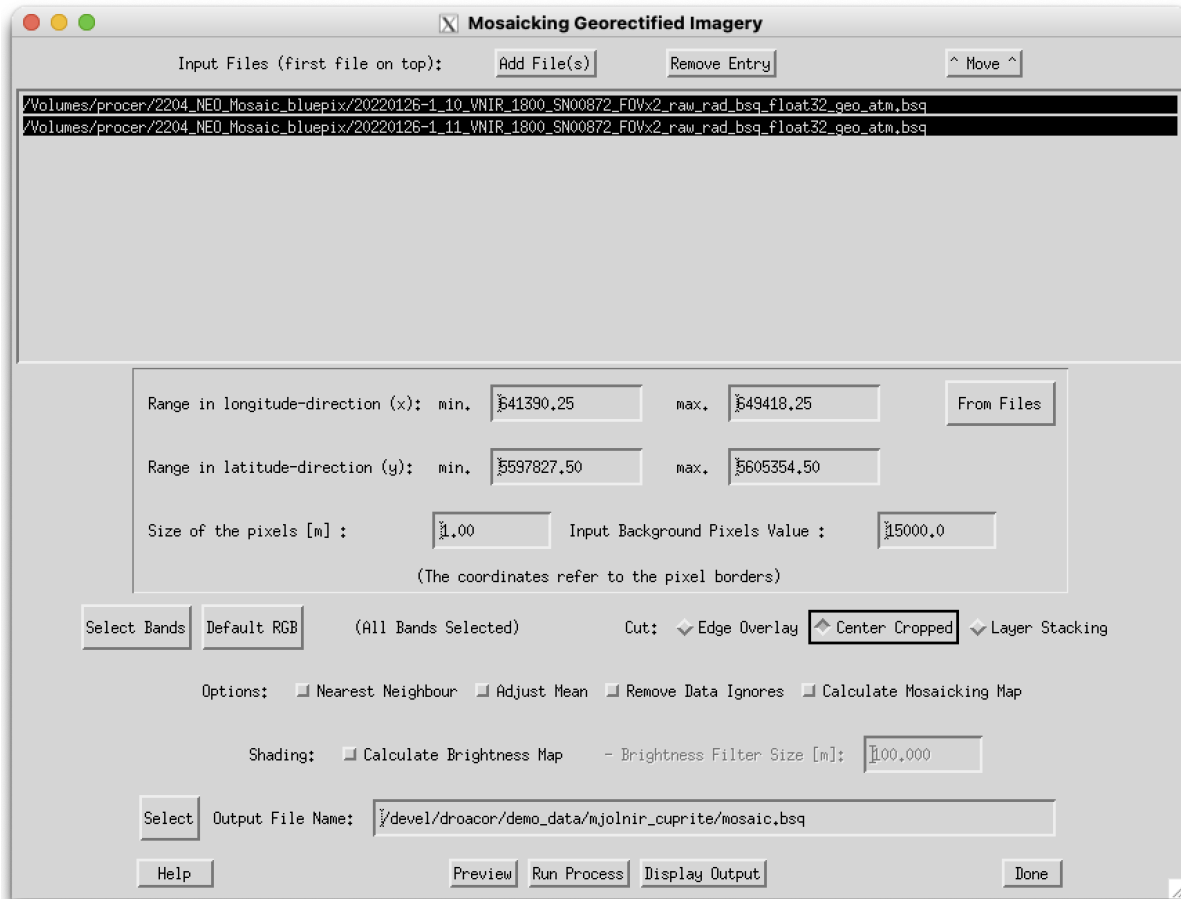 Mosaicking Georectified Imagery
Input Files (first file on top): Add File(s) Remove Entry ^ Move ^
/Volumes/procer/2204_NEO_Mosaic_bluepix/20220126-1_10_VNIR_1800_SN00872_FOVx2_raw_rad_bsq_float32_geo_atm.bsq
/Volumes/procer/2204_NEO_Mosaic_bluepix/20220126-1_11_VNIR_1800_SN00872_FOVx2_raw_rad_bsq_float32_geo_atm.bsq
Range in longitude-direction (x): min. 641390.25 max. 649418.25 From Files
Range in latitude-direction (y): min. 5597827.50 max. 5605354.50
Size of the pixels [m] : 1.00 Input Background Pixels Value : 15000.0
(The coordinates refer to the pixel borders)
Select Bands Default RGB (All Bands Selected) Cut: Edge Overlay Center Cropped Layer Stacking
Options: Nearest Neighbour Adjust Mean Remove Data Ignores Calculate Mosaicking Map
Shading: Calculate Brightness Map - Brightness Filter Size [m]: 100.000
Select Output File Name: /devel/droacor/demo_data/mjolnir_cuprite/mosaic.bsq
Help Preview Run Process Display Output Done